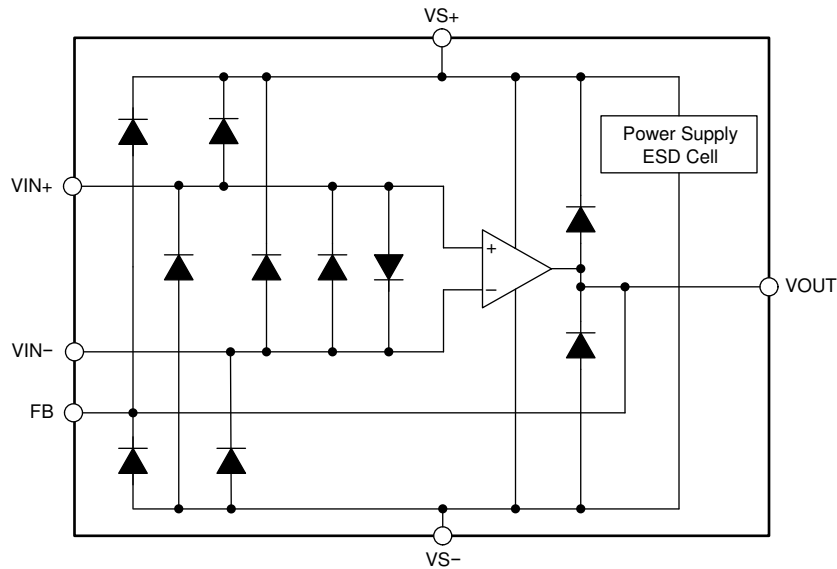 VS+
Power Supply
ESD Cell
VIN+
+
−
VOUT
VIN−
FB
VS−